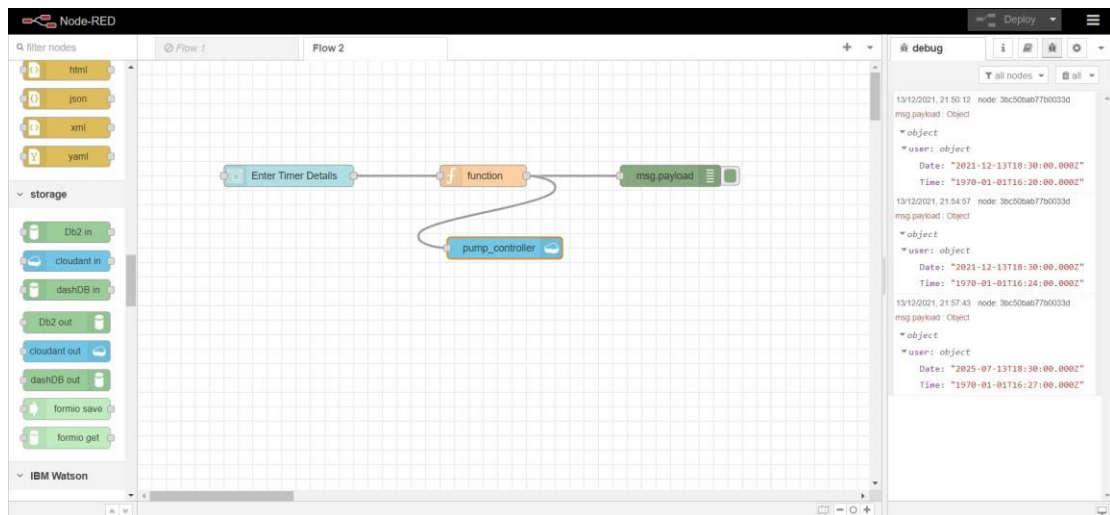 Node-RED
Deploy
filter nodes
Flow 1
Flow 2
debug
i
html
json
xml
yaml
storage
Db2 in
cloudant in
dashDB in
Db2 out
cloudant out
dashDB out
formio save
formio get
IBM Watson
Enter Timer Details
function
msg.payload
pump_controller
all nodes
all
13/12/2021, 21:50:12 node: 3bc50bab77b0033d
msg.payload : Object
object
user: object
Date: "2021-12-13T18:30:00.000Z"
Time: "1970-01-01T16:20:00.000Z"
13/12/2021, 21:54:57 node: 3bc50bab77b0033d
msg.payload : Object
object
user: object
Date: "2021-12-13T18:30:00.000Z"
Time: "1970-01-01T16:24:00.000Z"
13/12/2021, 21:57:43 node: 3bc50bab77b0033d
msg.payload : Object
object
user: object
Date: "2025-07-13T18:30:00.000Z"
Time: "1970-01-01T16:27:00.000Z"